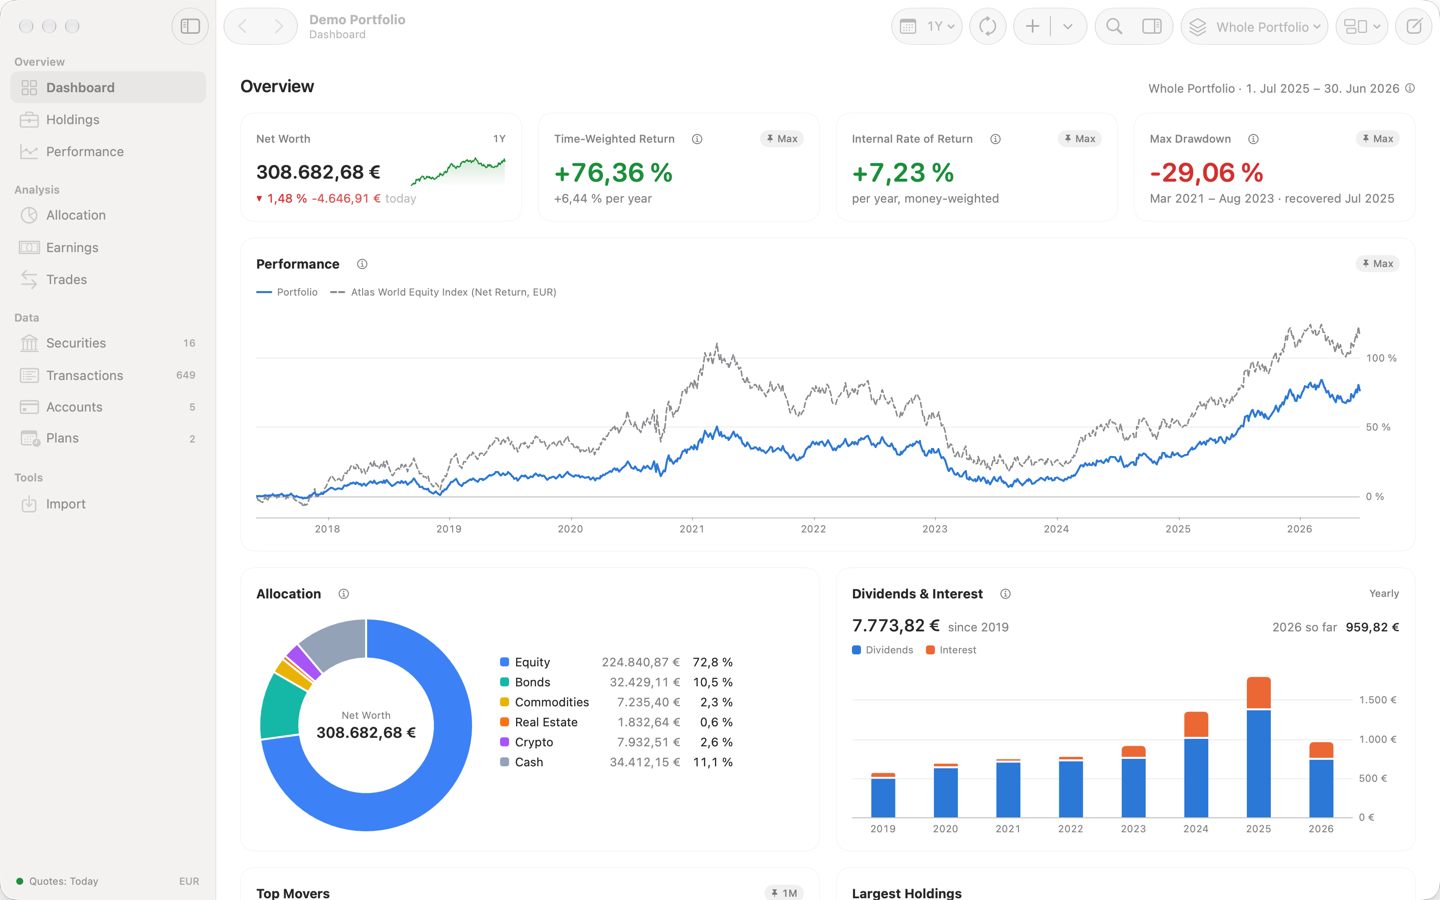 Demo Portfolio
Dashboard
1Y
Whole Portfolio
Overview
Dashboard
Holdings
Performance
Analysis
Allocation
Earnings
Trades
Data
Securities 16
Transactions 649
Accounts 5
Plans 2
Tools
Import
Quotes: Today EUR
Overview
Whole Portfolio · 1. Jul 2025 – 30. Jun 2026
Net Worth 1Y
308.682,68 €
▼ 1,48 % -4.646,91 € today
Time-Weighted Return Max
+76,36 %
+6,44 % per year
Internal Rate of Return Max
+7,23 %
per year, money-weighted
Max Drawdown Max
-29,06 %
Mar 2021 – Aug 2023 · recovered Jul 2025
Performance Max
Portfolio Atlas World Equity Index (Net Return, EUR)
100 %
50 %
0 %
2018 2019 2020 2021 2022 2023 2024 2025 2026
Allocation
Net Worth
308.682,68 €
Equity 224.840,87 € 72,8 %
Bonds 32.429,11 € 10,5 %
Commodities 7.235,40 € 2,3 %
Real Estate 1.832,64 € 0,6 %
Crypto 7.932,51 € 2,6 %
Cash 34.412,15 € 11,1 %
Dividends & Interest Yearly
7.773,82 € since 2019 2026 so far 959,82 €
Dividends Interest
1.500 €
1.000 €
500 €
0 €
2019 2020 2021 2022 2023 2024 2025 2026
Top Movers 1M
Largest Holdings